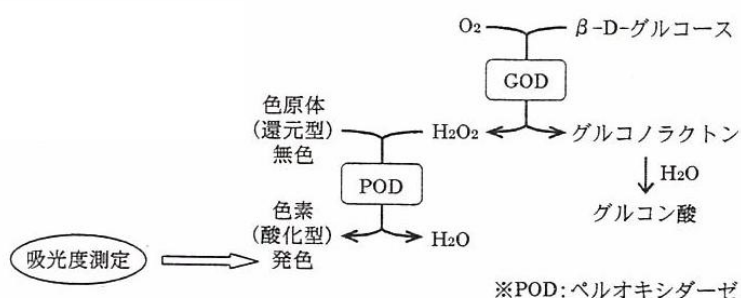 O₂
β-D-グルコース
GOD
色原体
(還元型)
無色
H₂O₂
グルコノラクトン
POD
H₂O
グルコン酸
色素
(酸化型)
発色
H₂O
吸光度測定
※POD:ペルオキシダーゼ